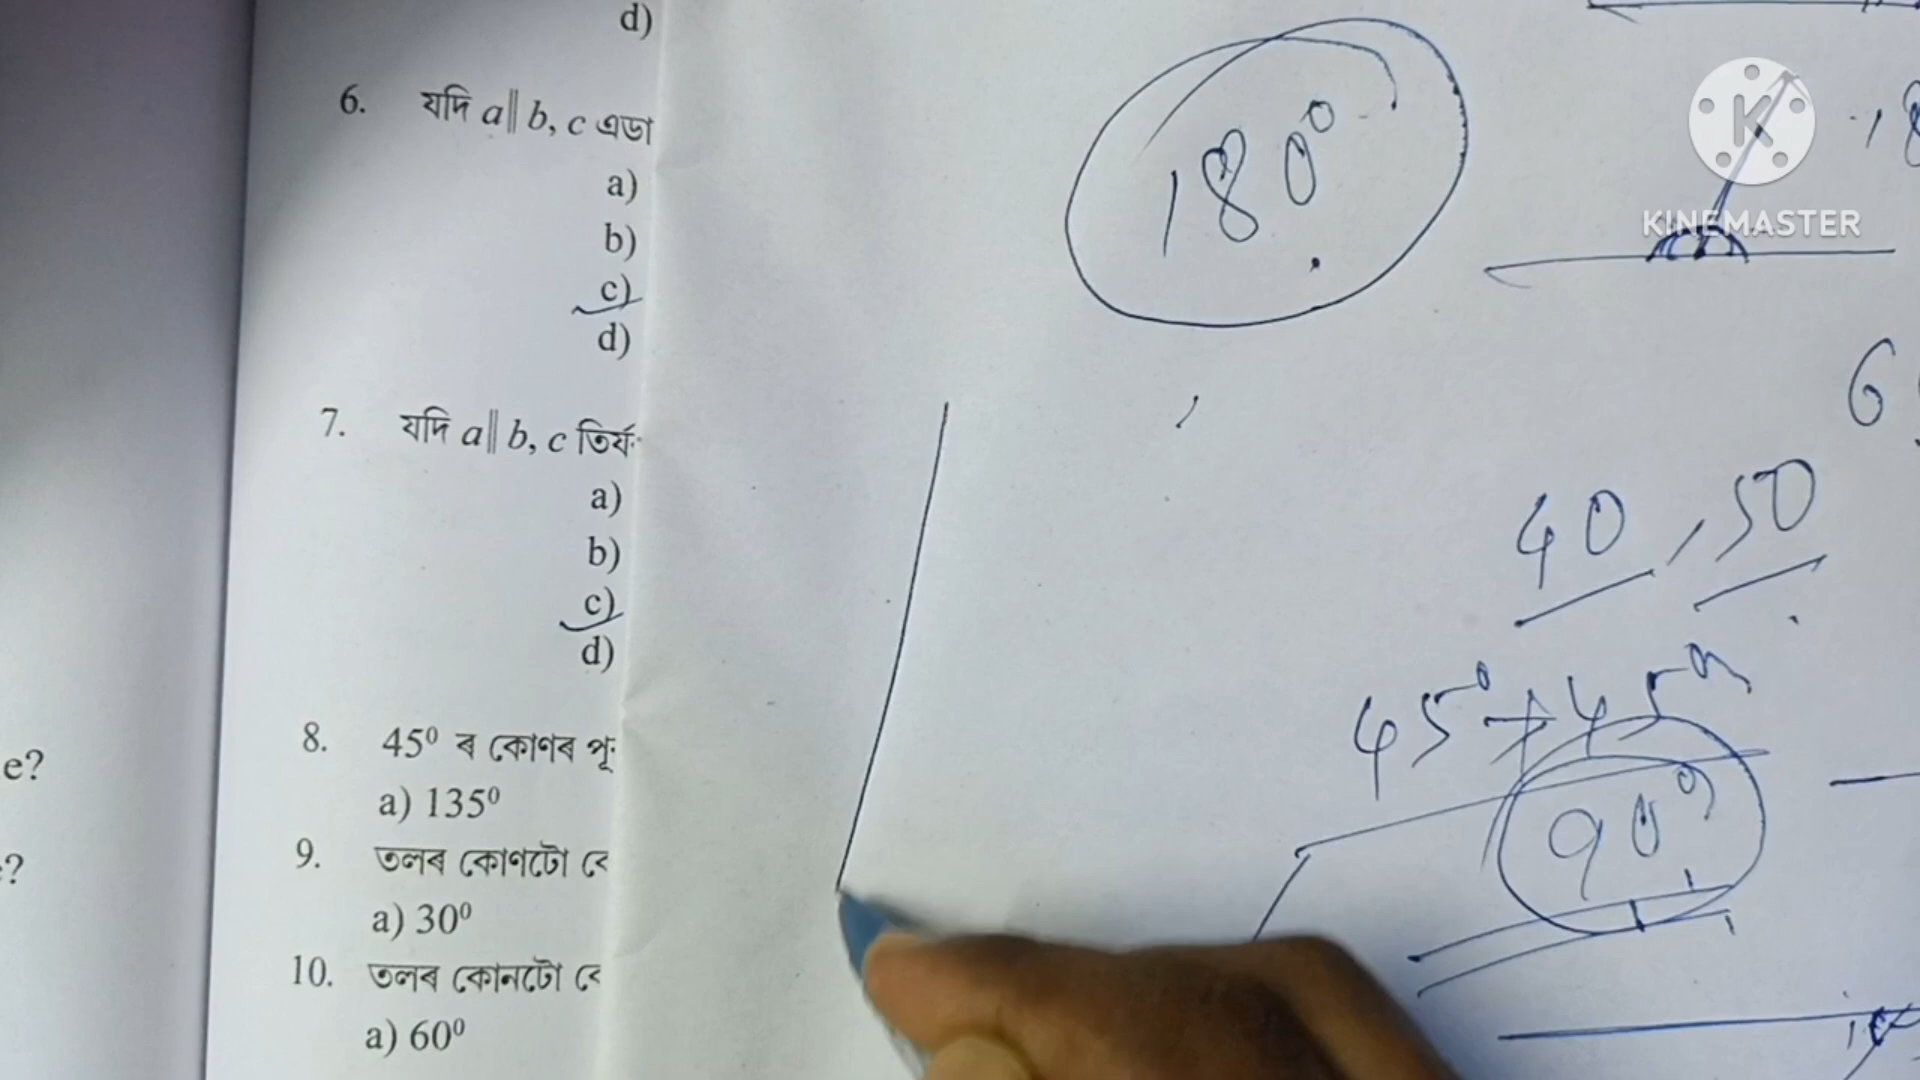 d)
6. যদি a || b, c এডা
a)
b)
c)
d)
7. যদি a || b, c তিৰ্য
a)
b)
c)
d)
8. 45⁰ ৰ কোণৰ পূ
a) 135⁰
9. তলৰ কোণটো
a) 30⁰
10. তলৰ কোনটো
a) 60⁰
e?
?
180⁰
KINEMASTER
18
6
40, 50
45⁰+45⁰
90⁰